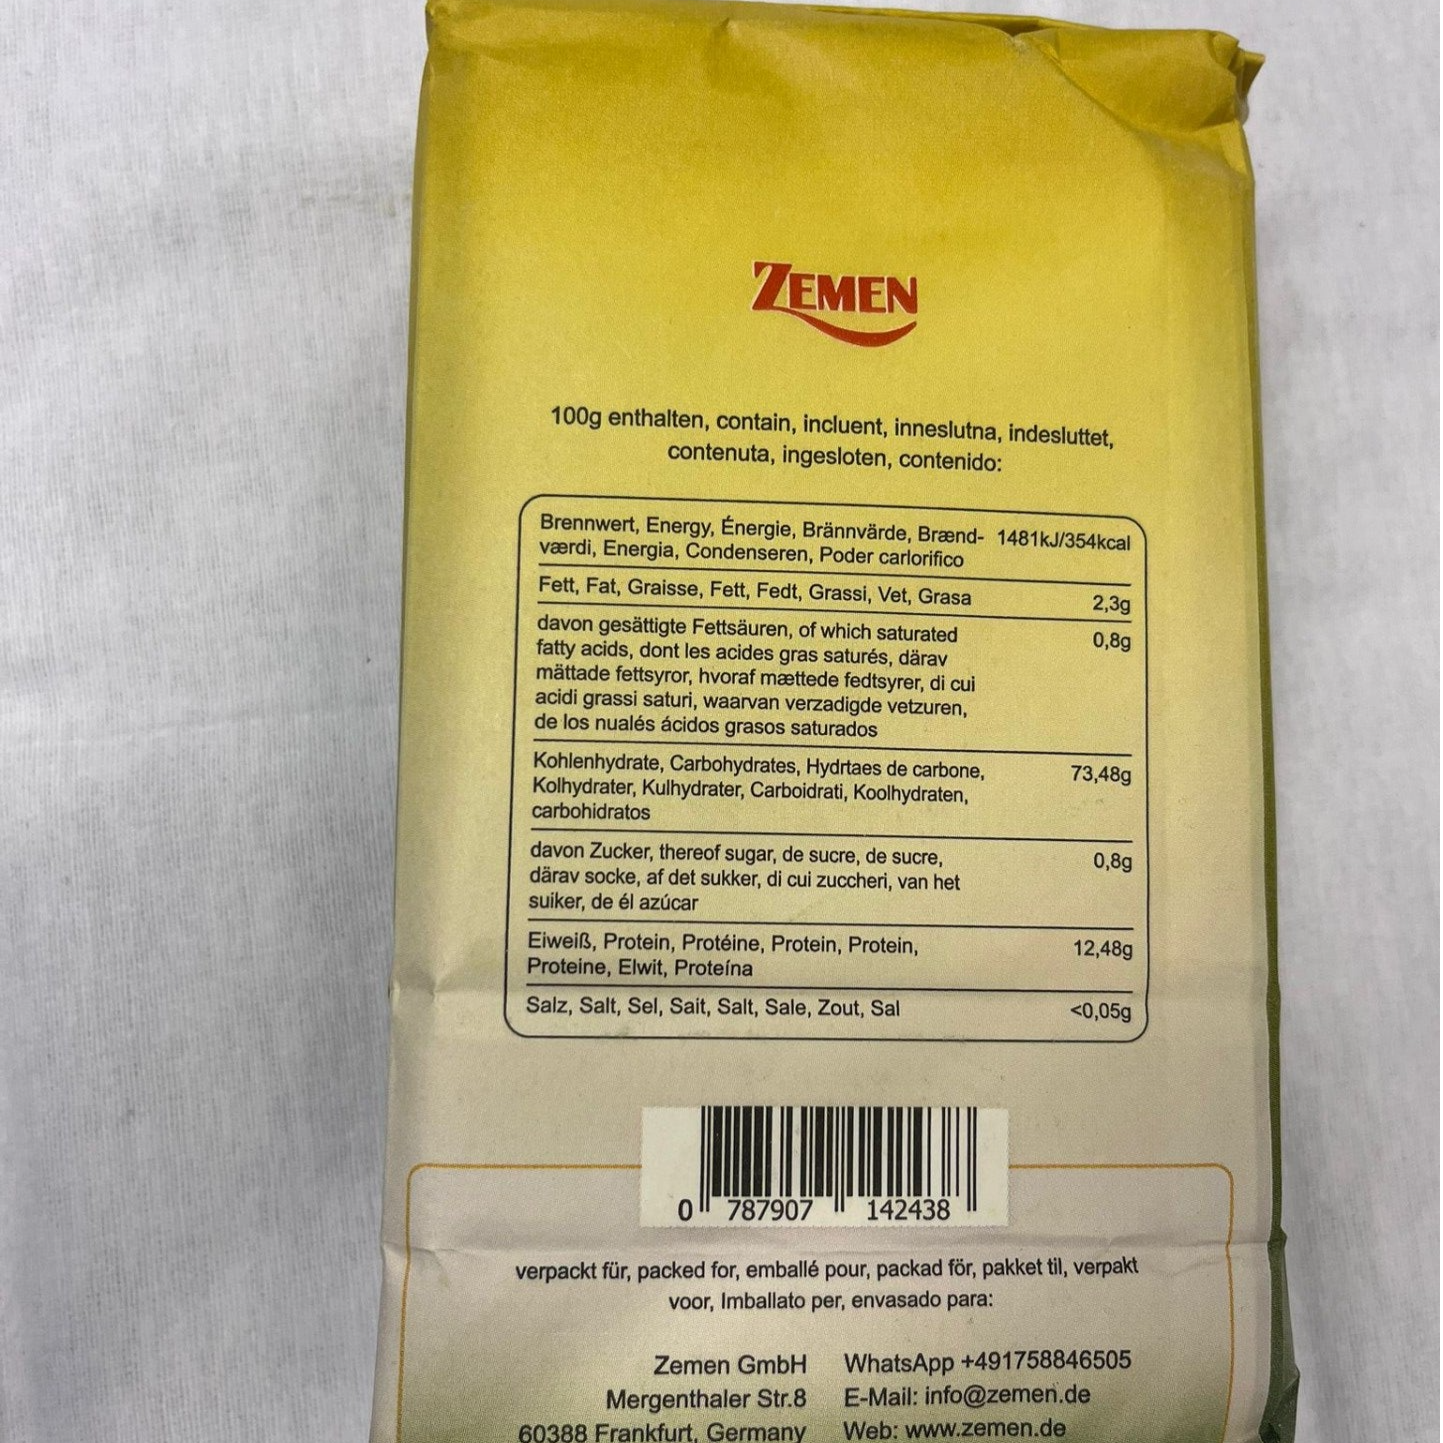 ZEMEN
100g enthalten, contain, incluent, inneslutna, indesluttet,
contenuta, ingesloten, contenido:
Brennwert, Energy, Énergie, Brännvärde, Brænd- 1481kJ/354kcal
værdi, Energia, Condenseren, Poder carlorifico
Fett, Fat, Graisse, Fett, Fedt, Grassi, Vet, Grasa 2,3g
davon gesättigte Fettsäuren, of which saturated 0,8g
fatty acids, dont les acides gras saturés, därav
mättade fettsyror, hvoraf mættede fedtsyrer, di cui
acidi grassi saturi, waarvan verzadigde vetzuren,
de los nualés ácidos grasos saturados
Kohlenhydrate, Carbohydrates, Hydrtaes de carbone, 73,48g
Kolhydrater, Kulhydrater, Carboidrati, Koolhydraten,
carbohidratos
davon Zucker, thereof sugar, de sucre, de sucre, 0,8g
därav socke, af det sukker, di cui zuccheri, van het
suiker, de él azúcar
Eiweiß, Protein, Protéine, Protein, Protein, 12,48g
Proteine, Elwit, Proteína
Salz, Salt, Sel, Sait, Salt, Sale, Zout, Sal <0,05g
0 787907 142438
verpackt für, packed for, emballé pour, packad för, pakket til, verpakt
voor, Imballato per, envasado para:
Zemen GmbH WhatsApp +491758846505
Mergenthaler Str.8 E-Mail: info@zemen.de
60388 Frankfurt, Germany Web: www.zemen.de